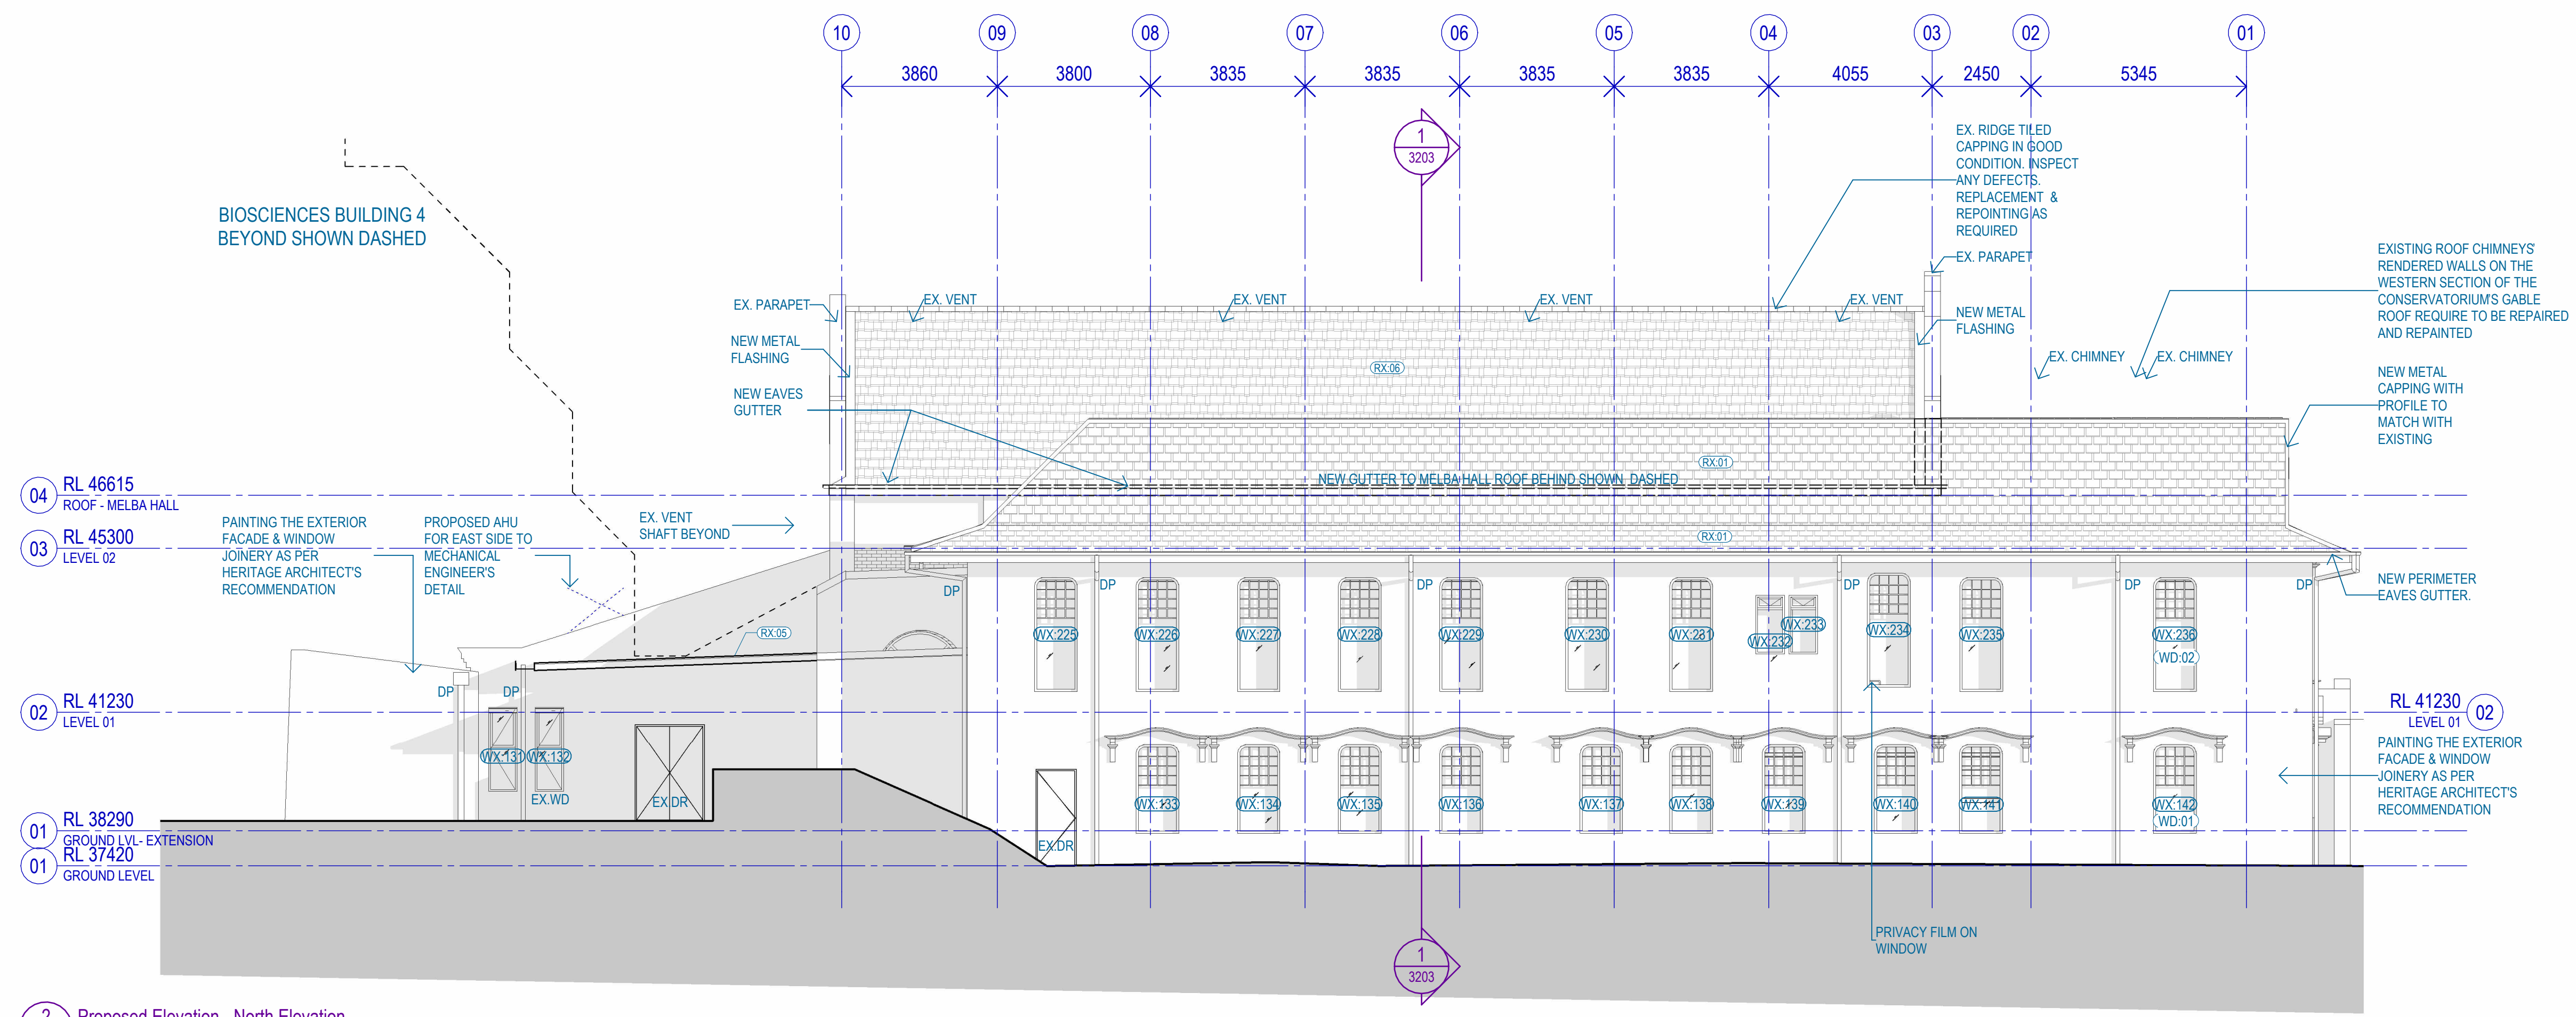 10 09 08 07 06 05 04 03 02 01
3860 3800 3835 3835 3835 3835 4055 2450 5345
1
3203
EX. RIDGE TILED
CAPPING IN GOOD
CONDITION. INSPECT
ANY DEFECTS.
REPLACEMENT &
REPOINTING AS
REQUIRED
BIOSCIENCES BUILDING 4
BEYOND SHOWN DASHED
EX. PARAPET
EXISTING ROOF CHIMNEYS'
RENDERED WALLS ON THE
WESTERN SECTION OF THE
CONSERVATORIUM'S GABLE
ROOF REQUIRE TO BE REPAIRED
AND REPAINTED
EX. PARAPET
EX. VENT
EX. VENT
EX. VENT
EX. VENT
NEW METAL
FLASHING
NEW METAL
FLASHING
EX. CHIMNEY
EX. CHIMNEY
RX:06
NEW METAL
CAPPING WITH
PROFILE TO
MATCH WITH
EXISTING
NEW EAVES
GUTTER
RX:01
NEW GUTTER TO MELBA HALL ROOF BEHIND SHOWN DASHED
04 RL 46615
ROOF - MELBA HALL
03 RL 45300
LEVEL 02
PAINTING THE EXTERIOR
FACADE & WINDOW
JOINERY AS PER
HERITAGE ARCHITECT'S
RECOMMENDATION
PROPOSED AHU
FOR EAST SIDE TO
MECHANICAL
ENGINEER'S
DETAIL
EX. VENT
SHAFT BEYOND
RX:01
DP
DP
DP
DP
DP
DP
NEW PERIMETER
EAVES GUTTER.
RX:05
WX:225 WX:226 WX:227 WX:228 WX:229 WX:230 WX:231 WX:232 WX:233 WX:234 WX:235 WX:236
WD:02
DP
DP
02 RL 41230
LEVEL 01
RL 41230 02
LEVEL 01
PAINTING THE EXTERIOR
FACADE & WINDOW
JOINERY AS PER
HERITAGE ARCHITECT'S
RECOMMENDATION
WX:131 WX:132
EX.WD
EX.DR
WX:133 WX:134 WX:135 WX:136 WX:137 WX:138 WX:139 WX:140 WX:141 WX:142
WD:01
EX.DR
01 RL 38290
GROUND LVL- EXTENSION
01 RL 37420
GROUND LEVEL
PRIVACY FILM ON
WINDOW
1
3203
2 Proposed Elevation - North Elevation